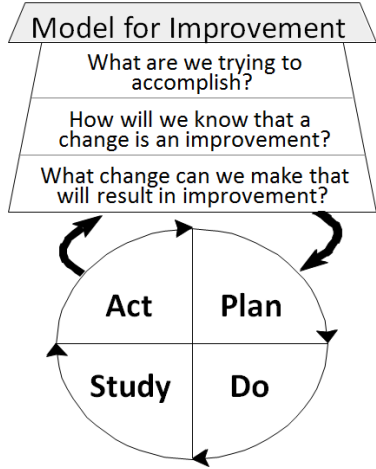 Model for Improvement
What are we trying to
accomplish?
How will we know that a
change is an improvement?
What change can we make that
will result in improvement?
Act
Plan
Study
Do